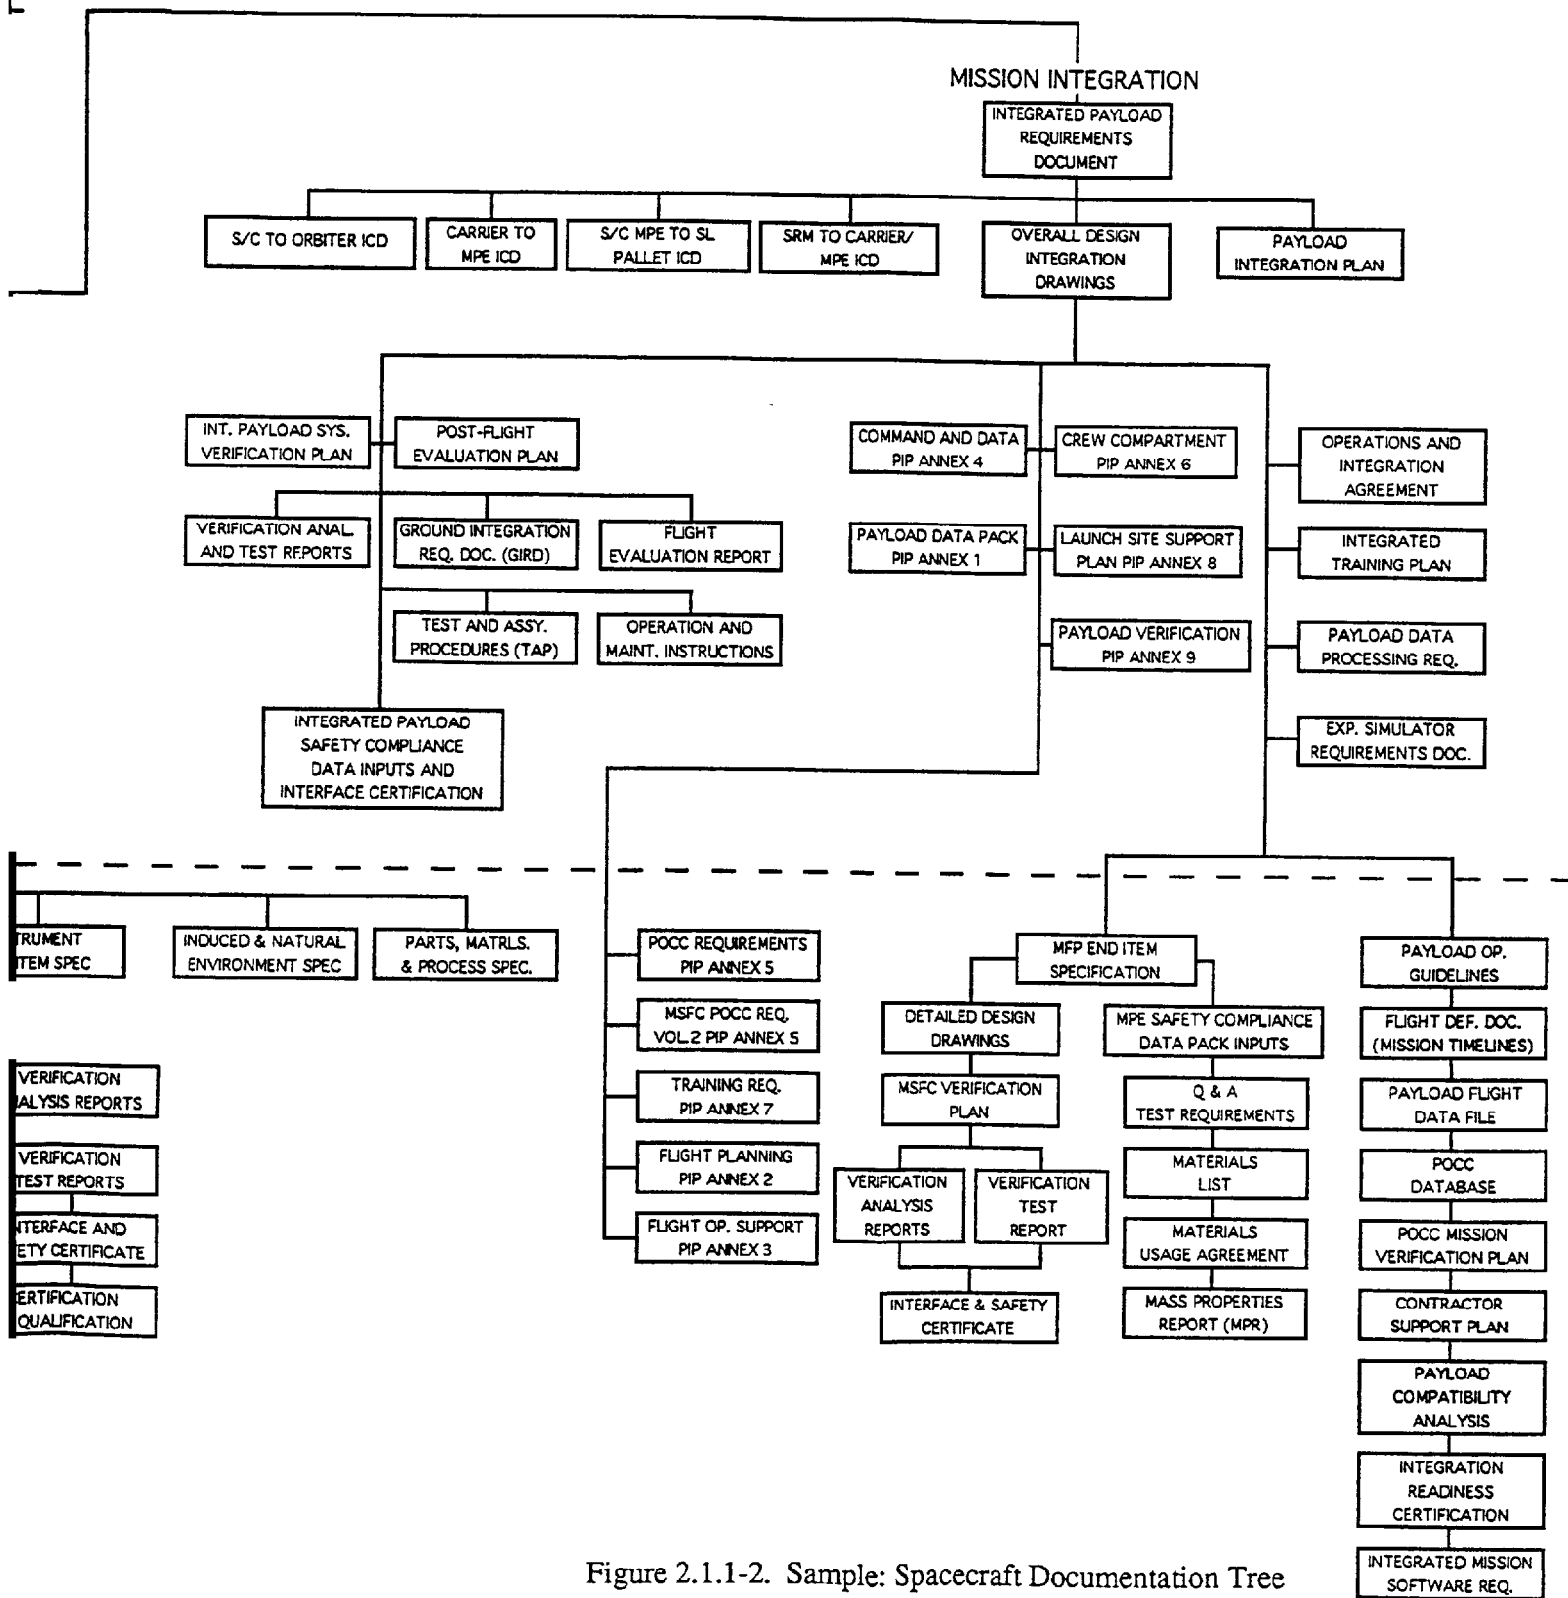 MISSION INTEGRATION
INTEGRATED PAYLOAD
REQUIREMENTS
DOCUMENT
S/C TO ORBITER ICD
CARRIER TO
MPE ICD
S/C MPE TO SL
PALLET ICD
SRM TO CARRIER/
MPE ICD
OVERALL DESIGN
INTEGRATION
DRAWINGS
PAYLOAD
INTEGRATION PLAN
INT. PAYLOAD SYS.
VERIFICATION PLAN
POST-FLIGHT
EVALUATION PLAN
COMMAND AND DATA
PIP ANNEX 4
CREW COMPARTMENT
PIP ANNEX 6
OPERATIONS AND
INTEGRATION
AGREEMENT
VERIFICATION ANAL.
AND TEST REPORTS
GROUND INTEGRATION
REQ. DOC. (GIRD)
FLIGHT
EVALUATION REPORT
PAYLOAD DATA PACK
PIP ANNEX 1
LAUNCH SITE SUPPORT
PLAN PIP ANNEX 8
INTEGRATED
TRAINING PLAN
TEST AND ASSY.
PROCEDURES (TAP)
OPERATION AND
MAINT. INSTRUCTIONS
PAYLOAD VERIFICATION
PIP ANNEX 9
PAYLOAD DATA
PROCESSING REQ.
INTEGRATED PAYLOAD
SAFETY COMPLIANCE
DATA INPUTS AND
INTERFACE CERTIFICATION
EXP. SIMULATOR
REQUIREMENTS DOC.
TRUMENT
ITEM SPEC
INDUCED & NATURAL
ENVIRONMENT SPEC
PARTS, MATRLS.
& PROCESS SPEC.
VERIFICATION
ALYSIS REPORTS
VERIFICATION
TEST REPORTS
NTERFACE AND
ETY CERTIFICATE
ERTIFICATION
QUALIFICATION
POCC REQUIREMENTS
PIP ANNEX 5
MSFC POCC REQ.
VOL.2 PIP ANNEX 5
TRAINING REQ.
PIP ANNEX 7
FLIGHT PLANNING
PIP ANNEX 2
FLIGHT OP. SUPPORT
PIP ANNEX 3
MFP END ITEM
SPECIFICATION
DETAILED DESIGN
DRAWINGS
MSFC VERIFICATION
PLAN
VERIFICATION
ANALYSIS
REPORTS
VERIFICATION
TEST
REPORT
INTERFACE & SAFETY
CERTIFICATE
MPE SAFETY COMPLIANCE
DATA PACK INPUTS
Q & A
TEST REQUIREMENTS
MATERIALS
LIST
MATERIALS
USAGE AGREEMENT
MASS PROPERTIES
REPORT (MPR)
PAYLOAD OP.
GUIDELINES
FLIGHT DEF. DOC.
(MISSION TIMELINES)
PAYLOAD FLIGHT
DATA FILE
POCC
DATABASE
POCC MISSION
VERIFICATION PLAN
CONTRACTOR
SUPPORT PLAN
PAYLOAD
COMPATIBILITY
ANALYSIS
INTEGRATION
READINESS
CERTIFICATION
INTEGRATED MISSION
SOFTWARE REQ.
Figure 2.1.1-2. Sample: Spacecraft Documentation Tree